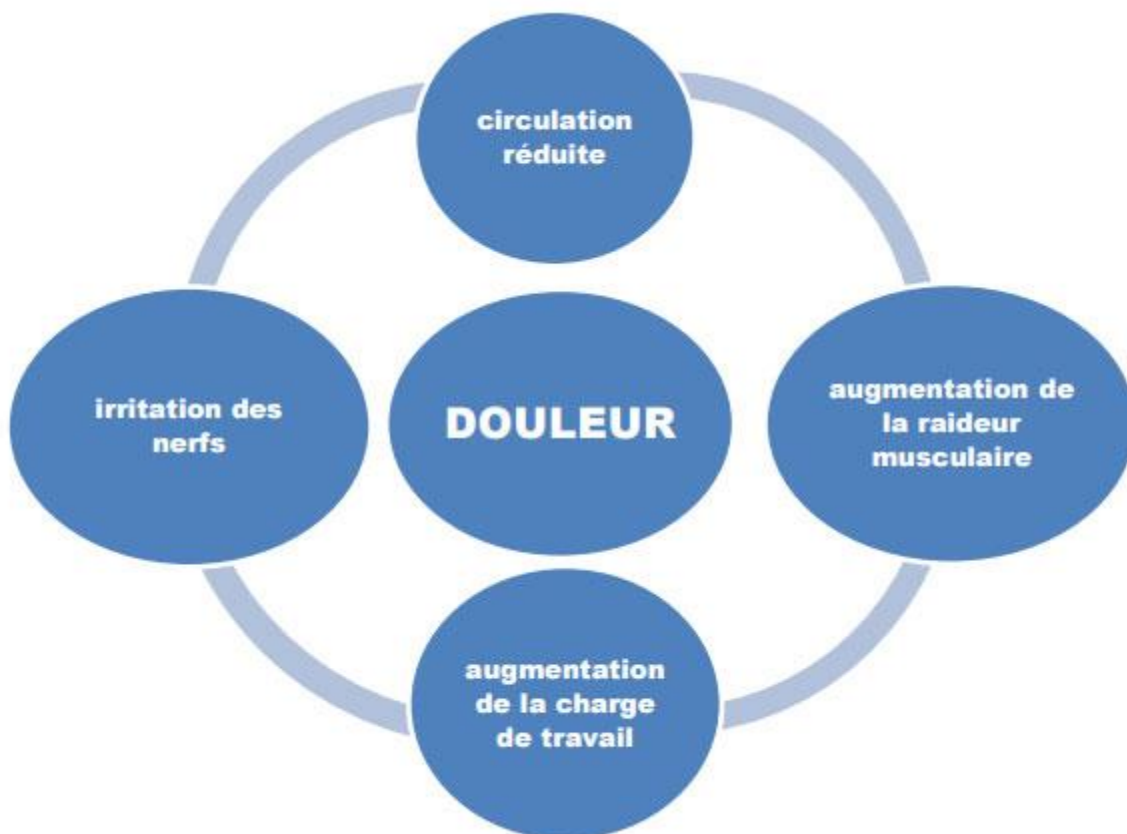 circulation
réduite
irritation des
nerfs
DOULEUR
augmentation de
la raideur
musculaire
augmentation
de la charge
de travail